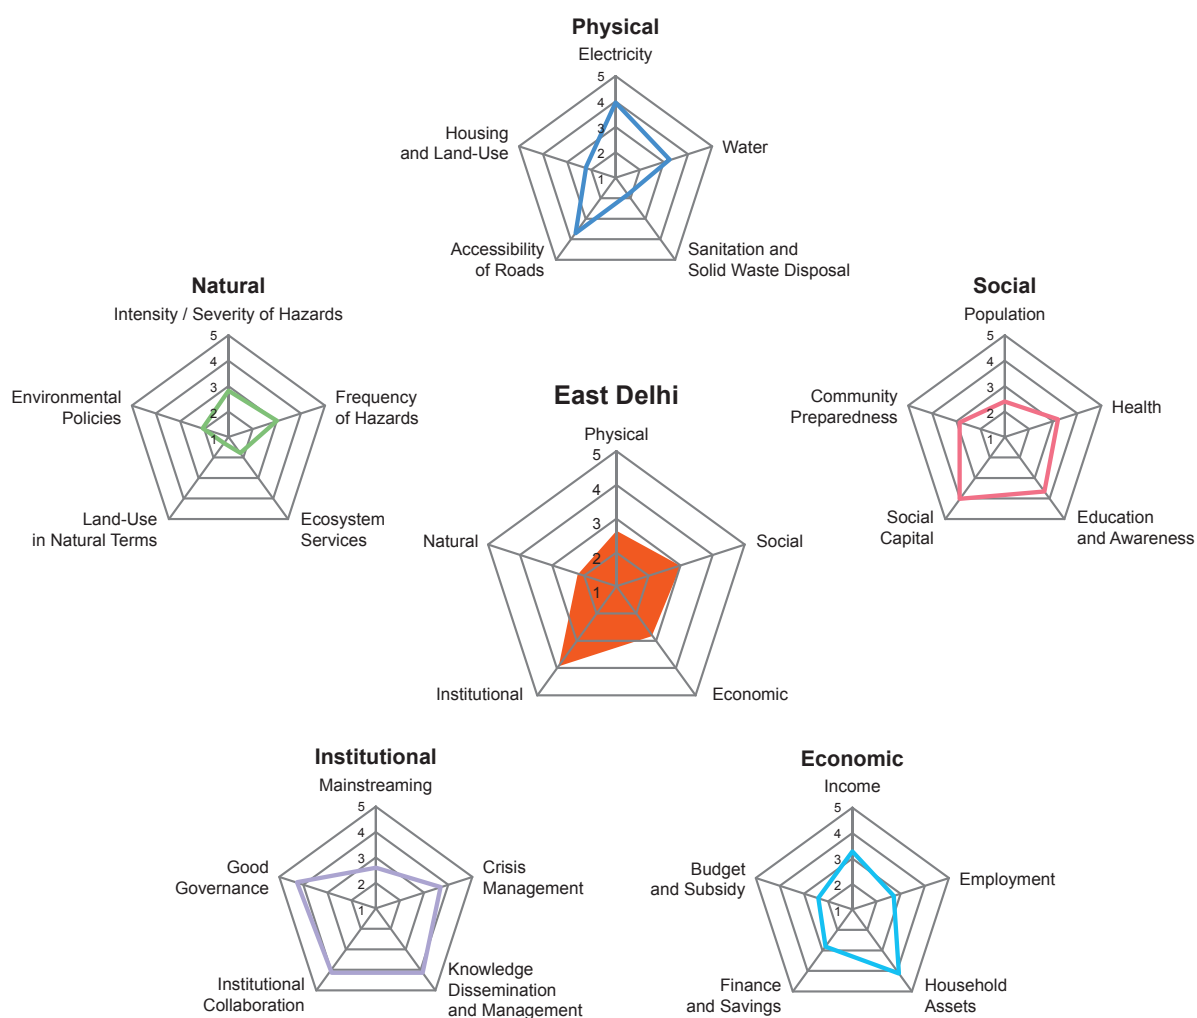 Physical
Electricity
5
4
3
2
1
Housing
and Land-Use
Water
Accessibility
of Roads
Sanitation and
Solid Waste Disposal
Natural
Intensity / Severity of Hazards
5
4
3
2
1
Environmental
Policies
Frequency
of Hazards
Land-Use
in Natural Terms
Ecosystem
Services
Social
Population
5
4
3
2
1
Community
Preparedness
Health
Social
Capital
Education
and Awareness
East Delhi
Physical
5
4
3
2
1
Natural
Social
Institutional
Economic
Institutional
Mainstreaming
5
4
3
2
1
Good
Governance
Crisis
Management
Institutional
Collaboration
Knowledge
Dissemination
and Management
Economic
Income
5
4
3
2
1
Budget
and Subsidy
Employment
Finance
and Savings
Household
Assets